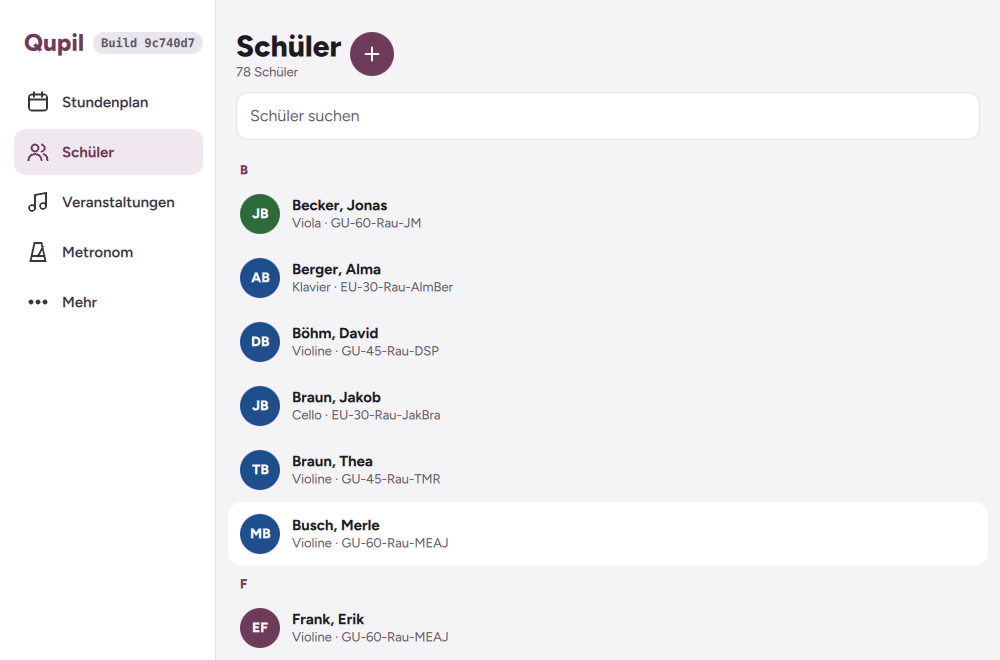 Qupil Build 9c740d7
Stundenplan
Schüler
Veranstaltungen
Metronom
Mehr
Schüler
78 Schüler
Schüler suchen
B
JB
Becker, Jonas
Viola · GU-60-Rau-JM
AB
Berger, Alma
Klavier · EU-30-Rau-AlmBer
DB
Böhm, David
Violine · GU-45-Rau-DSP
JB
Braun, Jakob
Cello · EU-30-Rau-JakBra
TB
Braun, Thea
Violine · GU-45-Rau-TMR
MB
Busch, Merle
Violine · GU-60-Rau-MEAJ
F
EF
Frank, Erik
Violine · GU-60-Rau-MEAJ